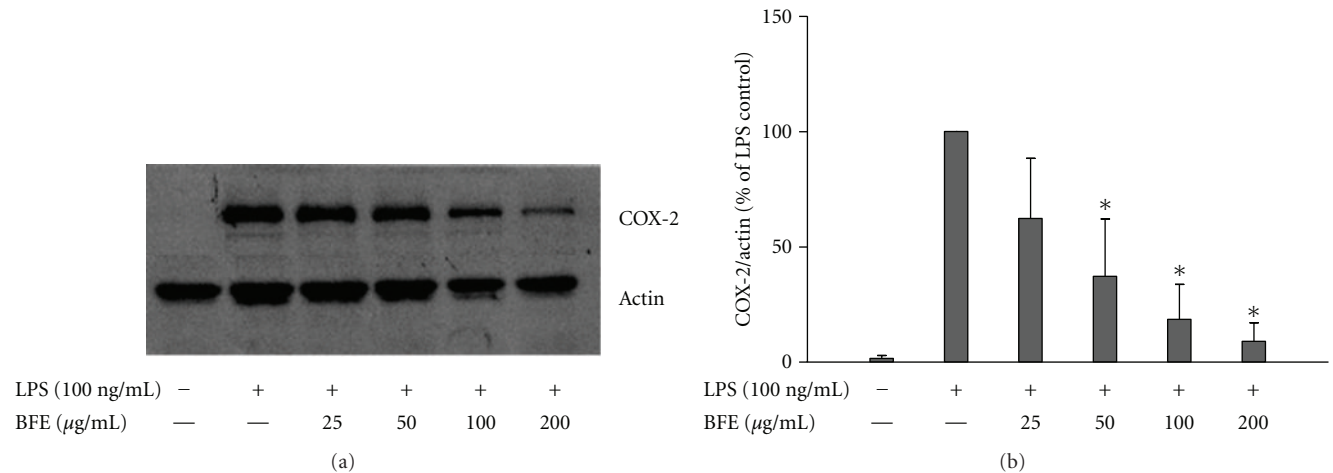 COX-2
Actin
LPS (100 ng/mL) − + + + + +
BFE (μg/mL) — — 25 50 100 200
(a)
COX-2/actin (% of LPS control)
150
100
50
0
* * *
LPS (100 ng/mL) − + + + + +
BFE (μg/mL) — — 25 50 100 200
(b)